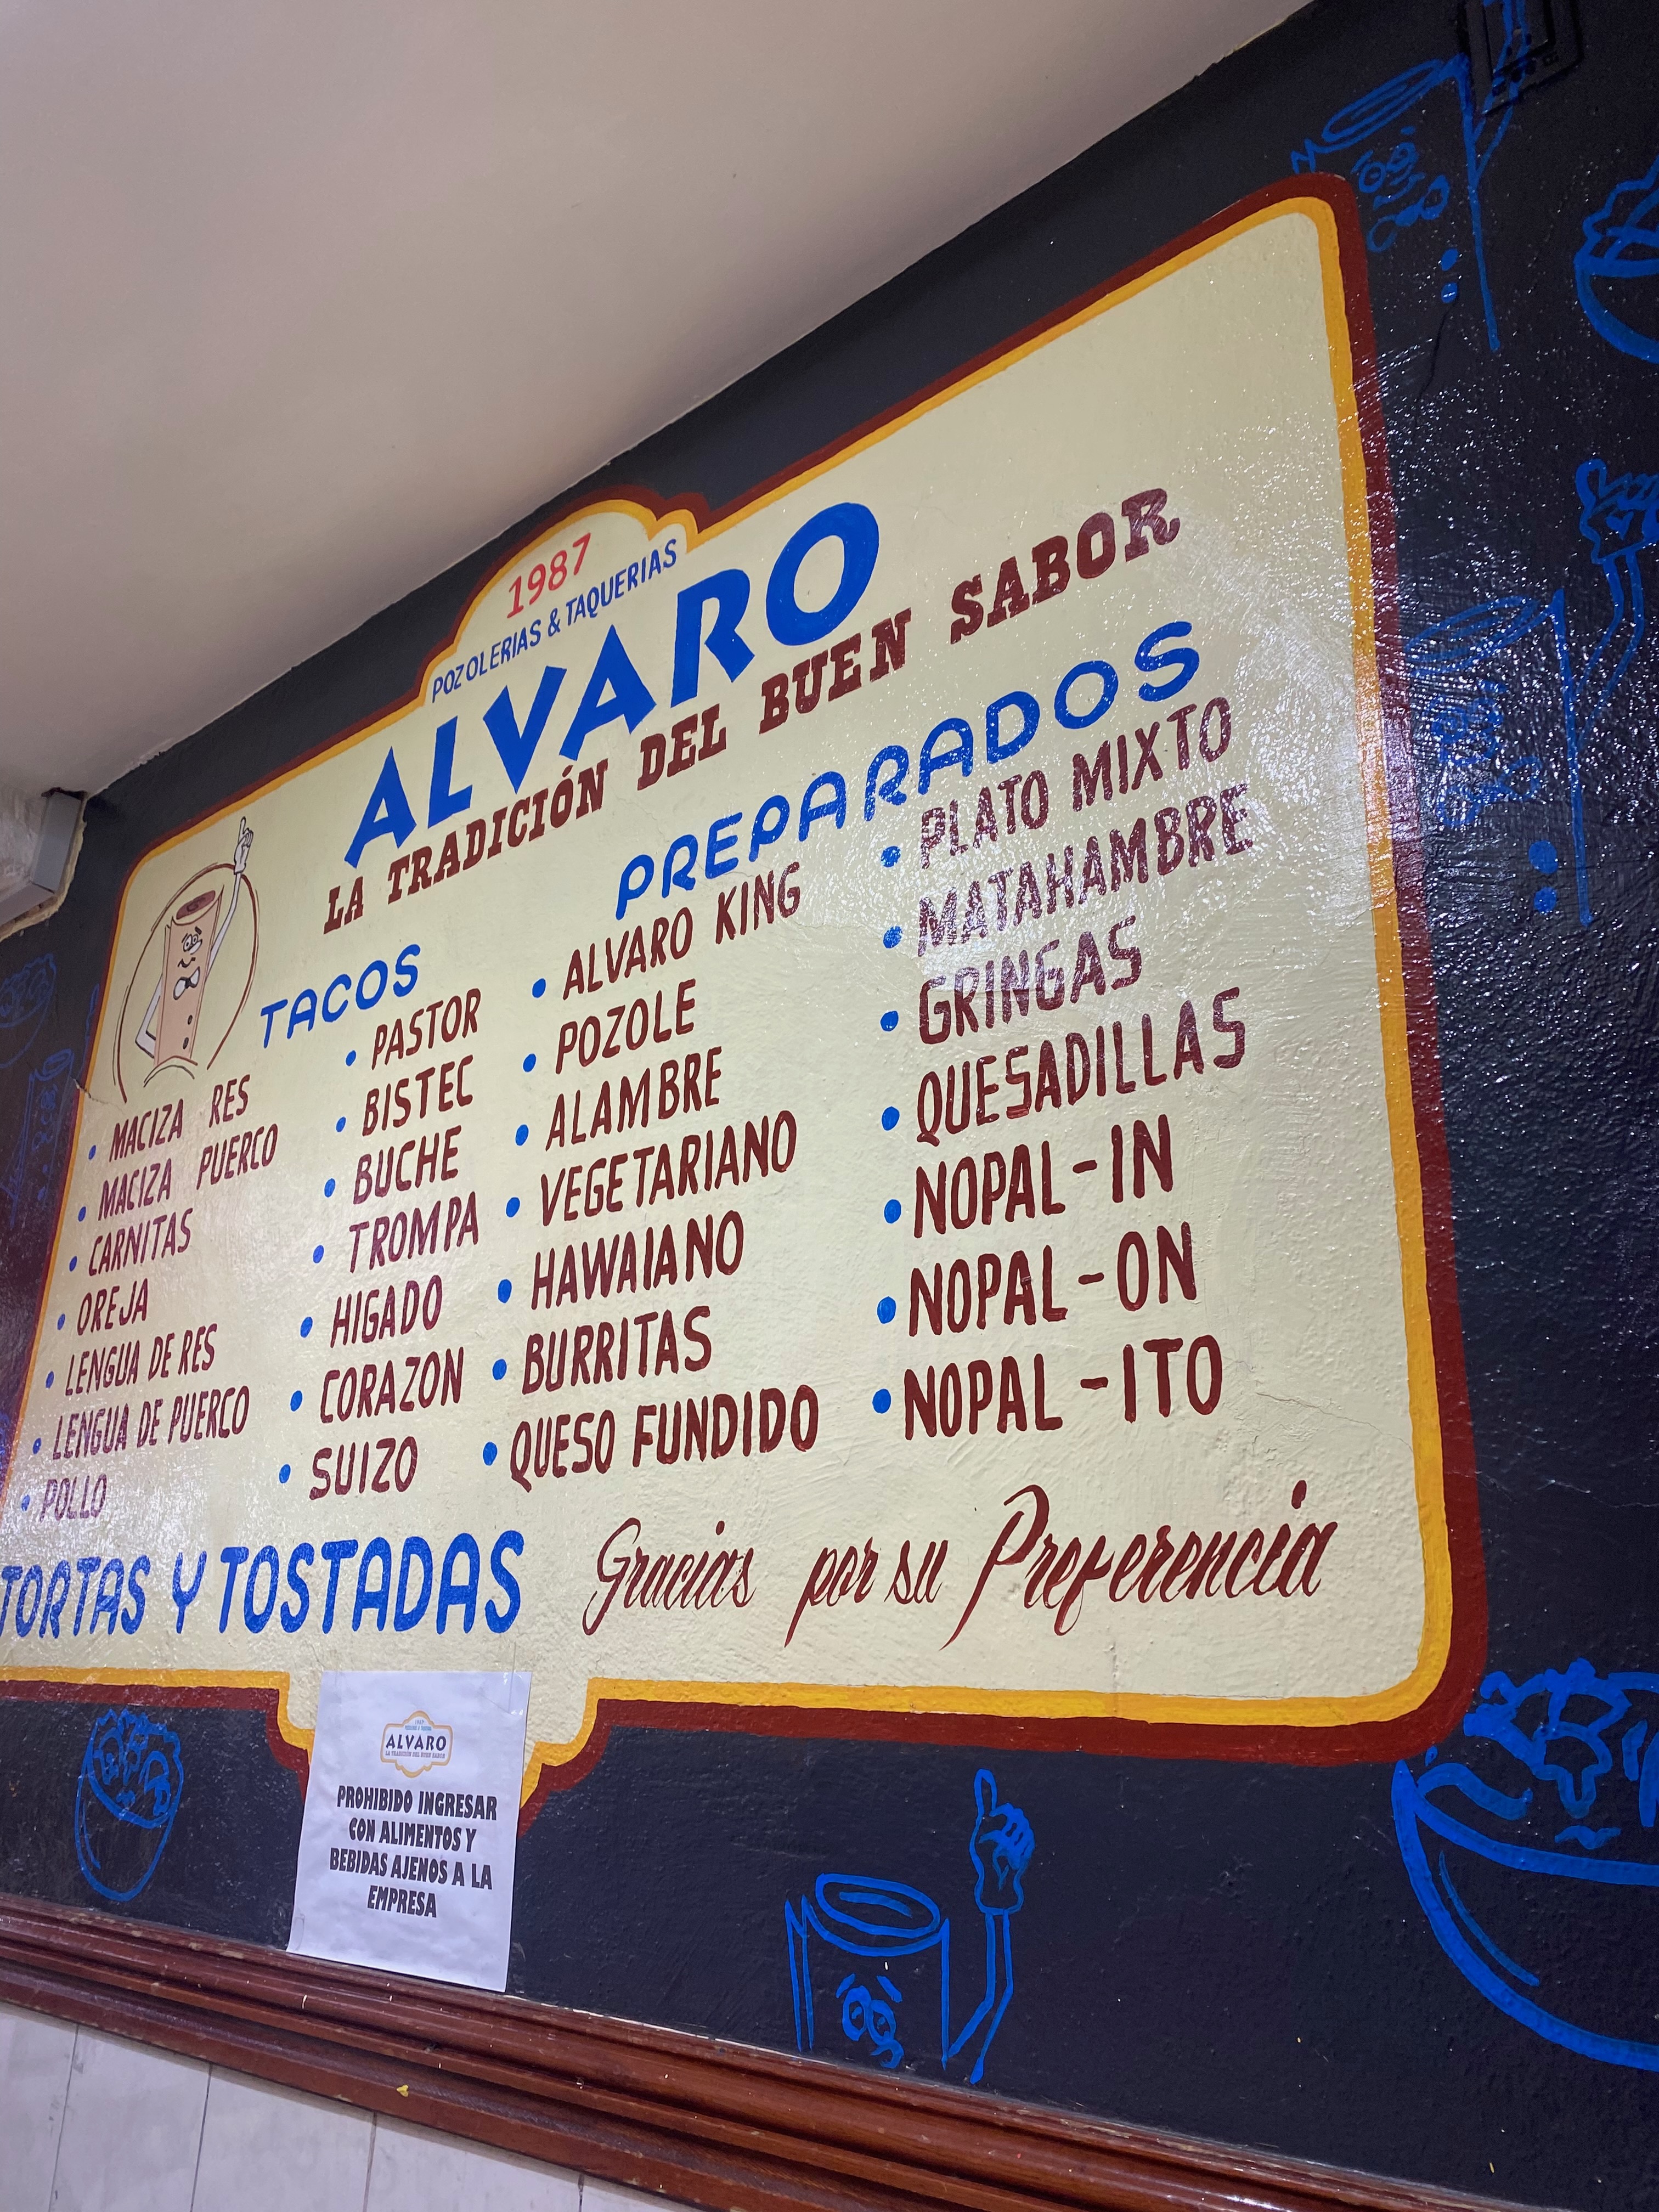 1987
POZOLERIAS & TAQUERIAS
ALVARO
LA TRADICIÓN DEL BUEN SABOR
TACOS
• MACIZA RES
• MACIZA PUERCO
• CARNITAS
• OREJA
• LENGUA DE RES
• LENGUA DE PUERCO
• POLLO
• PASTOR
• BISTEC
• BUCHE
• TROMPA
• HIGADO
• CORAZON
• SUIZO
PREPARADOS
• ALVARO KING
• POZOLE
• ALAMBRE
• VEGETARIANO
• HAWAIANO
• BURRITAS
• QUESO FUNDIDO
• PLATO MIXTO
• MATAHAMBRE
• GRINGAS
• QUESADILLAS
• NOPAL-IN
• NOPAL-ON
• NOPAL-ITO
TORTAS Y TOSTADAS
Gracias por su Preferencia
ALVARO
LA TRADICIÓN DEL BUEN SABOR
PROHIBIDO INGRESAR
CON ALIMENTOS Y
BEBIDAS AJENOS A LA
EMPRESA